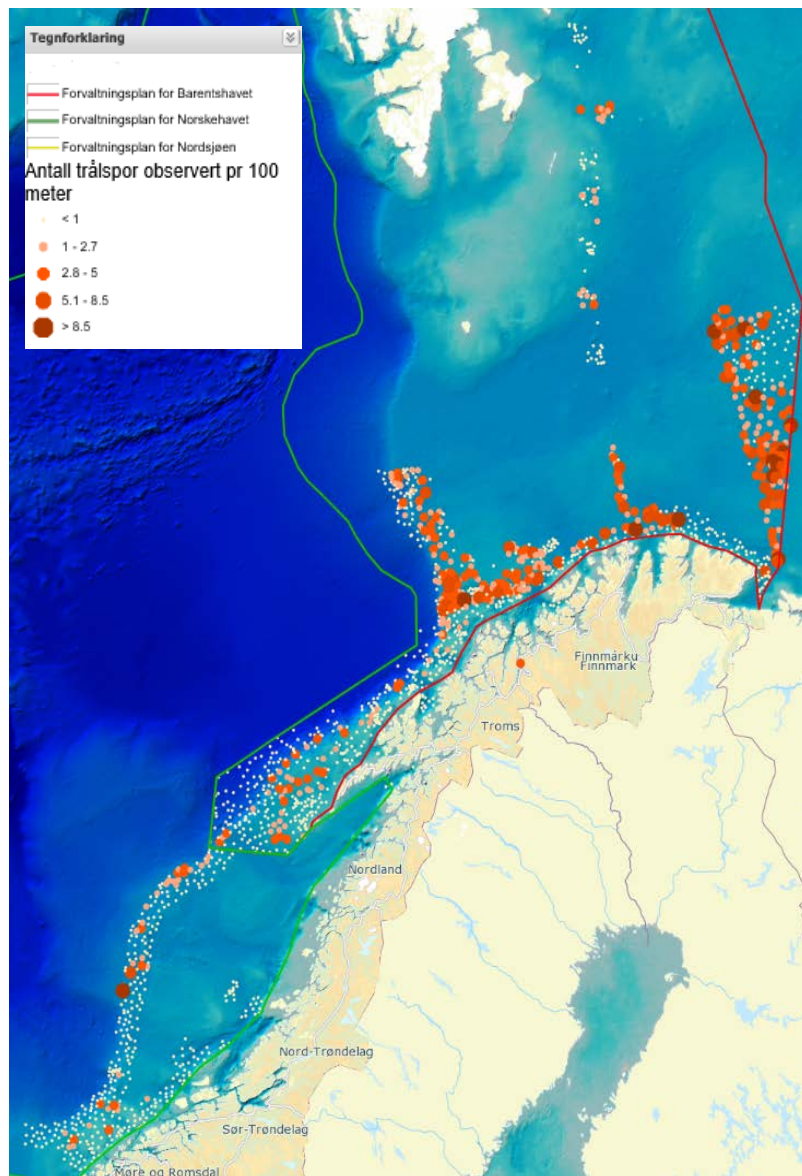 Tegnforklaring
Forvaltningsplan for Barentshavet
Forvaltningsplan for Norskehavet
Forvaltningsplan for Nordsjøen
Antall trålspor observert pr 100
meter
< 1
1 - 2.7
2.8 - 5
5.1 - 8.5
> 8.5
Finnmárku
Finnmark
Troms
Nordland
Nord-Trøndelag
Sør-Trøndelag
Møre og Romsdal